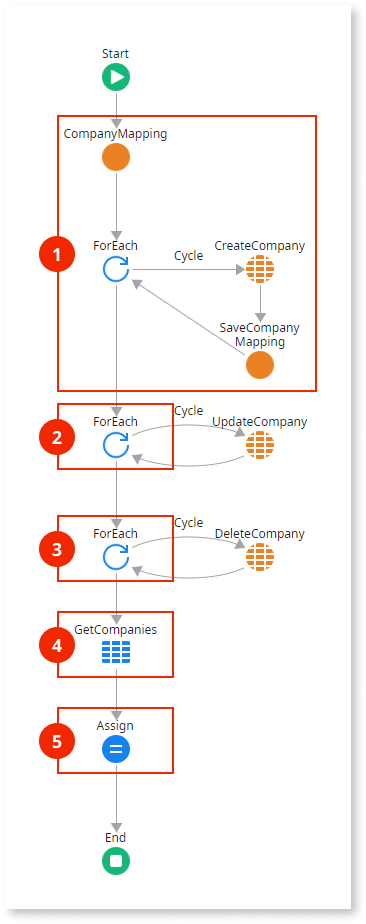 Start
CompanyMapping
1
ForEach
Cycle
CreateCompany
SaveCompany
Mapping
2
ForEach
Cycle
UpdateCompany
3
ForEach
Cycle
DeleteCompany
4
GetCompanies
5
Assign
End